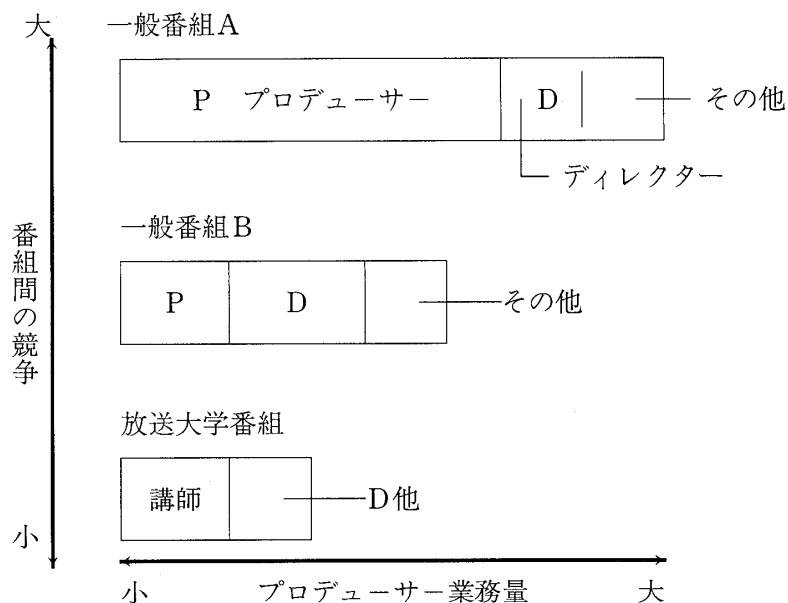 大
一般番組A
P プロデューサー
D
その他
ディレクター
一般番組B
P
D
その他
番組間の競争
放送大学番組
講師
D他
小
小
プロデューサー業務量
大